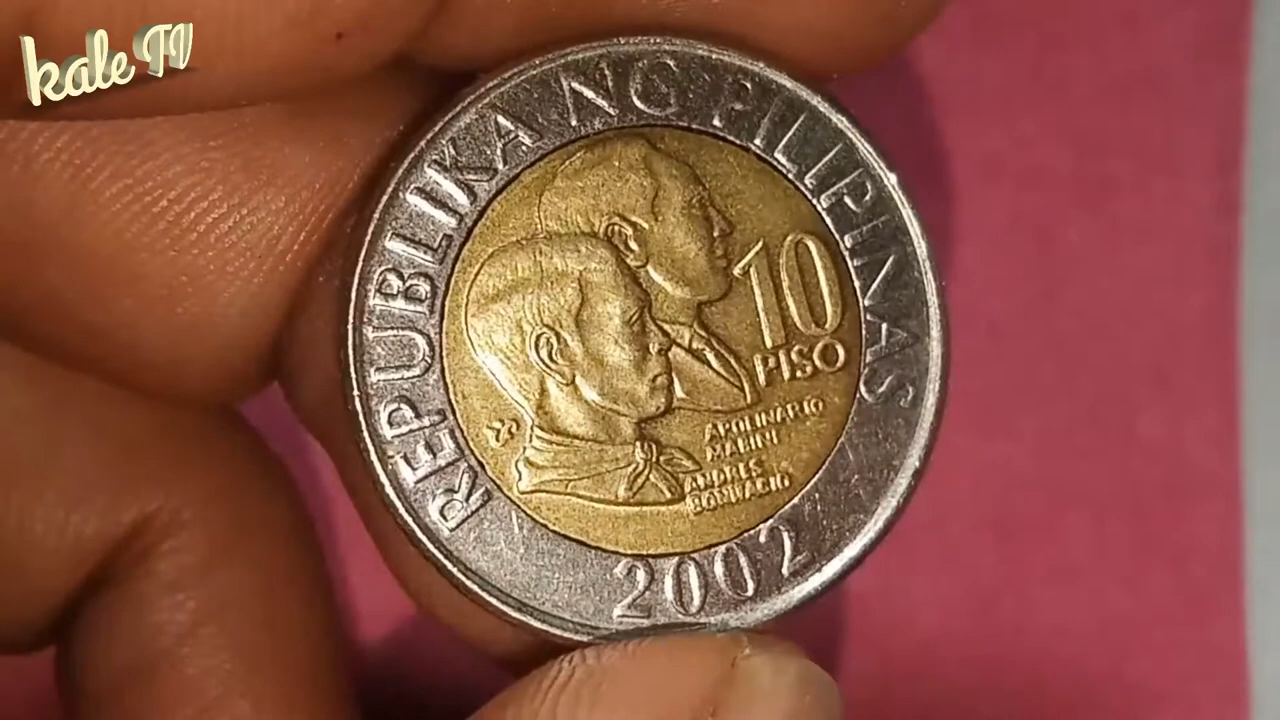 kale TV
REPUBLIKA NG PILIPINAS
10
PISO
APOLINARIO
MABINI
ANDRES
BONIFACIO
2002